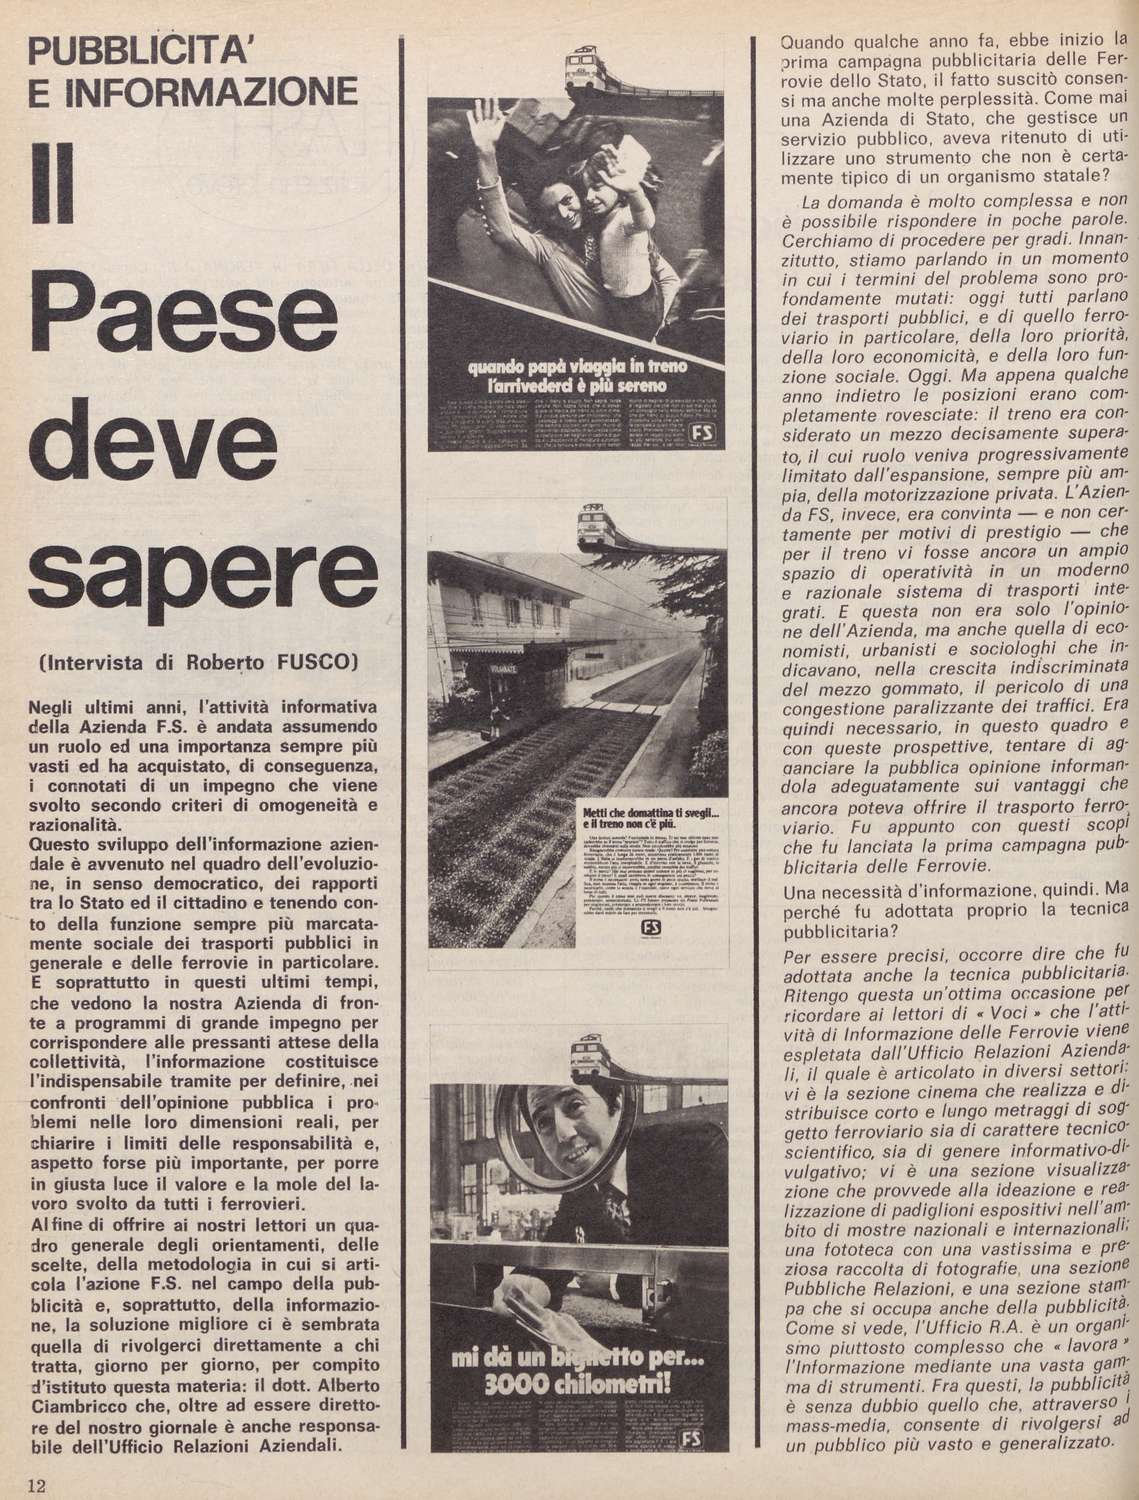 PUBBLICITA'
E INFORMAZIONE
Il
Paese
deve
sapere
(Intervista di Roberto FUSCO)
Negli ultimi anni, l'attività informativa
della Azienda F.S. è andata assumendo
un ruolo ed una importanza sempre più
vasti ed ha acquistato, di conseguenza,
i connotati di un impegno che viene
svolto secondo criteri di omogeneità e
razionalità.
Questo sviluppo dell'informazione azien-
dale è avvenuto nel quadro dell'evoluzio-
ne, in senso democratico, dei rapporti
tra lo Stato ed il cittadino e tenendo con-
to della funzione sempre più marcata-
mente sociale dei trasporti pubblici in
generale e delle ferrovie in particolare.
E soprattutto in questi ultimi tempi,
che vedono la nostra Azienda di fron-
te a programmi di grande impegno per
corrispondere alle pressanti attese della
collettività, l'informazione costituisce
l'indispensabile tramite per definire, nei
confronti dell'opinione pubblica i pro-
blemi nelle loro dimensioni reali, per
chiarire i limiti delle responsabilità e,
aspetto forse più importante, per porre
in giusta luce il valore e la mole del la-
voro svolto da tutti i ferrovieri.
Al fine di offrire ai nostri lettori un qua-
dro generale degli orientamenti, delle
scelte, della metodologia in cui si arti-
cola l'azione F.S. nel campo della pub-
blicità e, soprattutto, della informazio-
ne, la soluzione migliore ci è sembrata
quella di rivolgerci direttamente a chi
tratta, giorno per giorno, per compito
d'istituto questa materia: il dott. Alberto
Ciambricco che, oltre ad essere diretto-
re del nostro giornale è anche responsa-
bile dell'Ufficio Relazioni Aziendali.
12
quando papà viaggia in treno
l'arrivederci è più sereno
FS
Metti che domattina ti svegli...
e il treno non c'è più.
FS
mi dà un biglietto per...
3000 chilometri!
FS
Quando qualche anno fa, ebbe inizio la
prima campagna pubblicitaria delle Fer-
rovie dello Stato, il fatto suscitò consen-
si ma anche molte perplessità. Come mai
una Azienda di Stato, che gestisce un
servizio pubblico, aveva ritenuto di uti-
lizzare uno strumento che non è certa-
mente tipico di un organismo statale?
La domanda è molto complessa e non
è possibile rispondere in poche parole.
Cerchiamo di procedere per gradi. Innan-
zitutto, stiamo parlando in un momento
in cui i termini del problema sono pro-
fondamente mutati: oggi tutti parlano
dei trasporti pubblici, e di quello ferro-
viario in particolare, della loro priorità,
della loro economicità, e della loro fun-
zione sociale. Oggi. Ma appena qualche
anno indietro le posizioni erano com-
pletamente rovesciate: il treno era con-
siderato un mezzo decisamente supera-
to, il cui ruolo veniva progressivamente
limitato dall'espansione, sempre più am-
pia, della motorizzazione privata. L'Azien-
da FS, invece, era convinta — e non cer-
tamente per motivi di prestigio — che
per il treno vi fosse ancora un ampio
spazio di operatività in un moderno
e razionale sistema di trasporti inte-
grati. E questa non era solo l'opinio-
ne dell'Azienda, ma anche quella di eco-
nomisti, urbanisti e sociologhi che in-
dicavano, nella crescita indiscriminata
del mezzo gommato, il pericolo di una
congestione paralizzante dei traffici. Era
quindi necessario, in questo quadro e
con queste prospettive, tentare di ag-
ganciare la pubblica opinione informan-
dola adeguatamente sui vantaggi che
ancora poteva offrire il trasporto ferro-
viario. Fu appunto con questi scopi
che fu lanciata la prima campagna pub-
blicitaria delle Ferrovie.
Una necessità d'informazione, quindi. Ma
perché fu adottata proprio la tecnica
pubblicitaria?
Per essere precisi, occorre dire che fu
adottata anche la tecnica pubblicitaria.
Ritengo questa un'ottima occasione per
ricordare ai lettori di « Voci » che l'atti-
vità di Informazione delle Ferrovie viene
espletata dall'Ufficio Relazioni Azienda-
li, il quale è articolato in diversi settori:
vi è la sezione cinema che realizza e di-
stribuisce corto e lungo metraggi di sog-
getto ferroviario sia di carattere tecnico-
scientifico, sia di genere informativo-di-
vulgativo; vi è una sezione visualizza-
zione che provvede alla ideazione e rea-
lizzazione di padiglioni espositivi nell'am-
bito di mostre nazionali e internazionali;
una fototeca con una vastissima e pre-
ziosa raccolta di fotografie, una sezione
Pubbliche Relazioni, e una sezione stam-
pa che si occupa anche della pubblicità.
Come si vede, l'Ufficio R.A. è un organi-
smo piuttosto complesso che « lavora »
l'Informazione mediante una vasta gam-
ma di strumenti. Fra questi, la pubblicità
è senza dubbio quello che, attraverso i
mass-media, consente di rivolgersi ad
un pubblico più vasto e generalizzato.